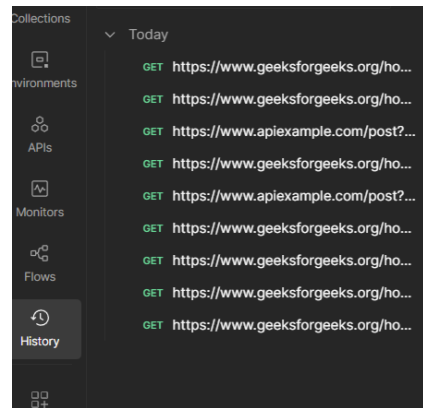 Collections
nvironments
APIs
Monitors
Flows
History
Today
GET https://www.geeksforgeeks.org/ho...
GET https://www.geeksforgeeks.org/ho...
GET https://www.apiexample.com/post?...
GET https://www.geeksforgeeks.org/ho...
GET https://www.apiexample.com/post?...
GET https://www.geeksforgeeks.org/ho...
GET https://www.geeksforgeeks.org/ho...
GET https://www.geeksforgeeks.org/ho...
GET https://www.geeksforgeeks.org/ho...